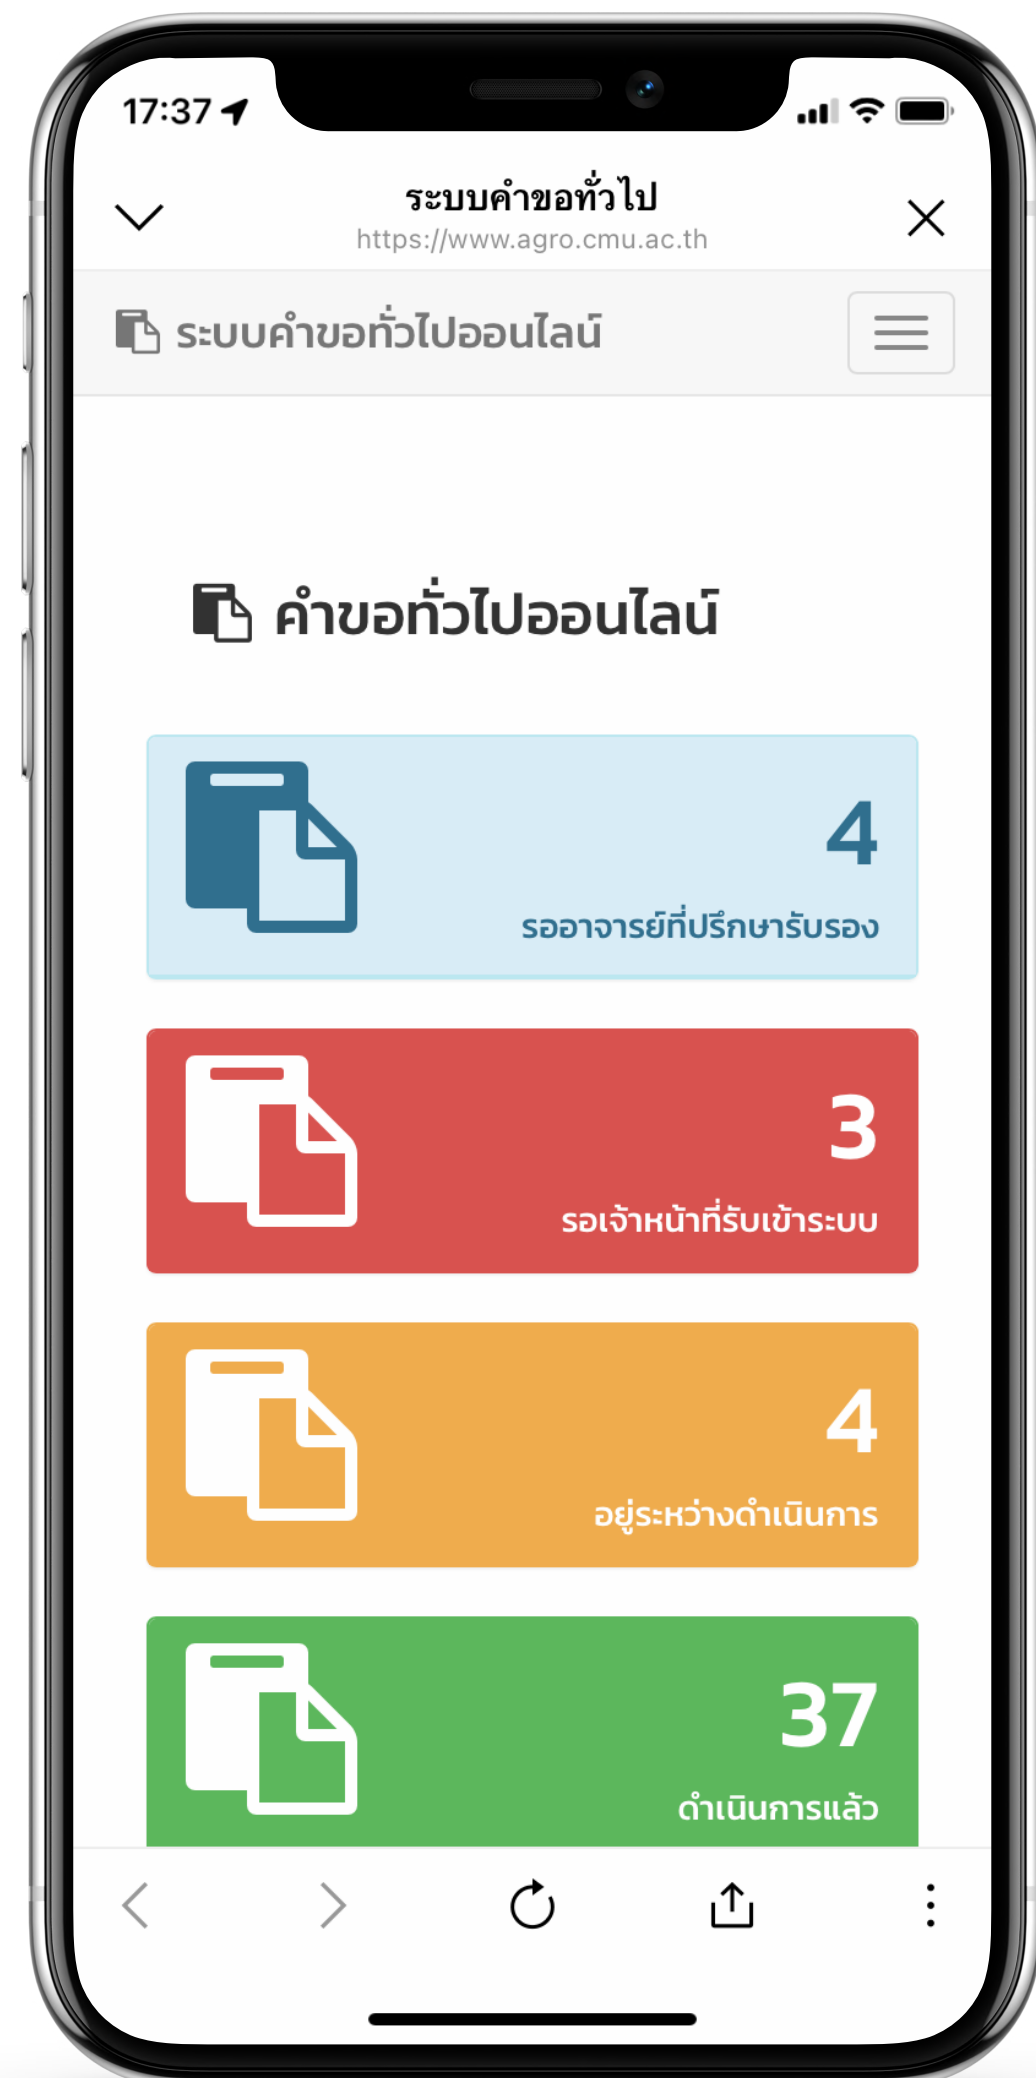 17:37
ระบบคำขอทั่วไป
https://www.agro.cmu.ac.th
ระบบคำขอทั่วไปออนไลน์
คำขอทั่วไปออนไลน์
4
รออาจารย์ที่ปรึกษารับรอง
3
รอเจ้าหน้าที่รับเข้าระบบ
4
อยู่ระหว่างดำเนินการ
37
ดำเนินการแล้ว